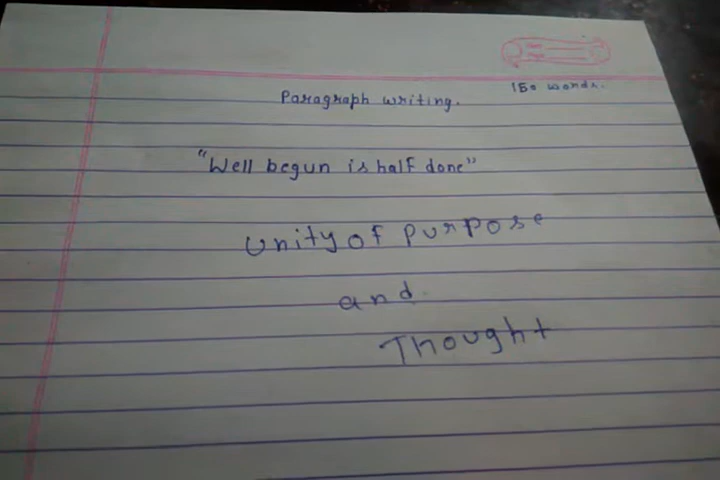 150 words.
Paragraph writing.
"Well begun is half done"
Unity of purpose
and
Thought